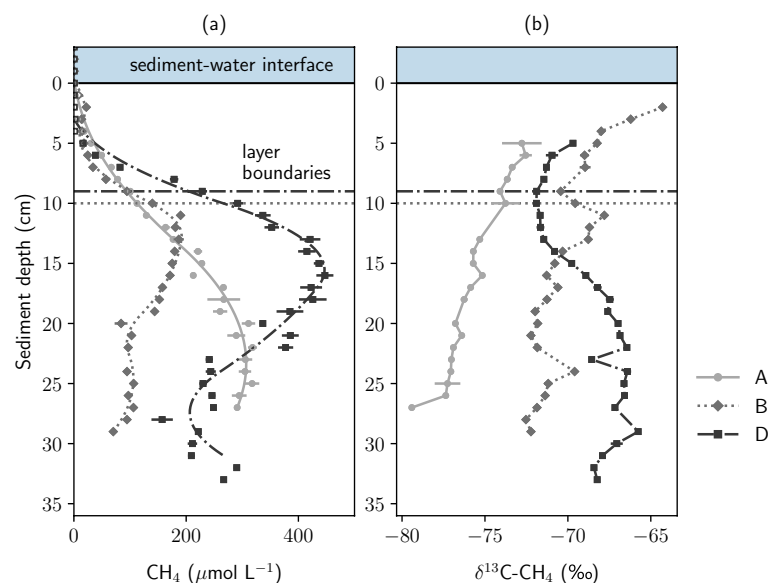 (a)
(b)
sediment-water interface
layer
boundaries
Sediment depth (cm)
0
5
10
15
20
25
30
35
0
5
10
15
20
25
30
35
0
200
400
−80
−75
−70
−65
CH₄ (μmol L⁻¹)
δ¹³C-CH₄ (‰)
A
B
D